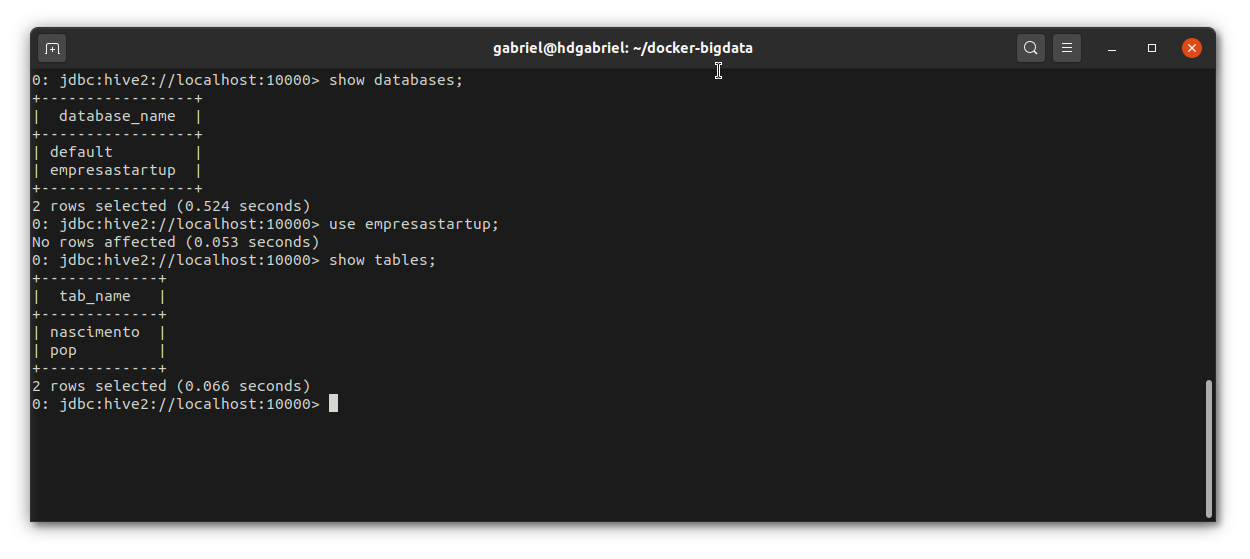 gabriel@hdgabriel: ~/docker-bigdata
0: jdbc:hive2://localhost:10000> show databases;
+-----------------+
|  database_name  |
+-----------------+
| default         |
| empresastartup  |
+-----------------+
2 rows selected (0.524 seconds)
0: jdbc:hive2://localhost:10000> use empresastartup;
No rows affected (0.053 seconds)
0: jdbc:hive2://localhost:10000> show tables;
+-------------+
|  tab_name   |
+-------------+
| nascimento  |
| pop         |
+-------------+
2 rows selected (0.066 seconds)
0: jdbc:hive2://localhost:10000>